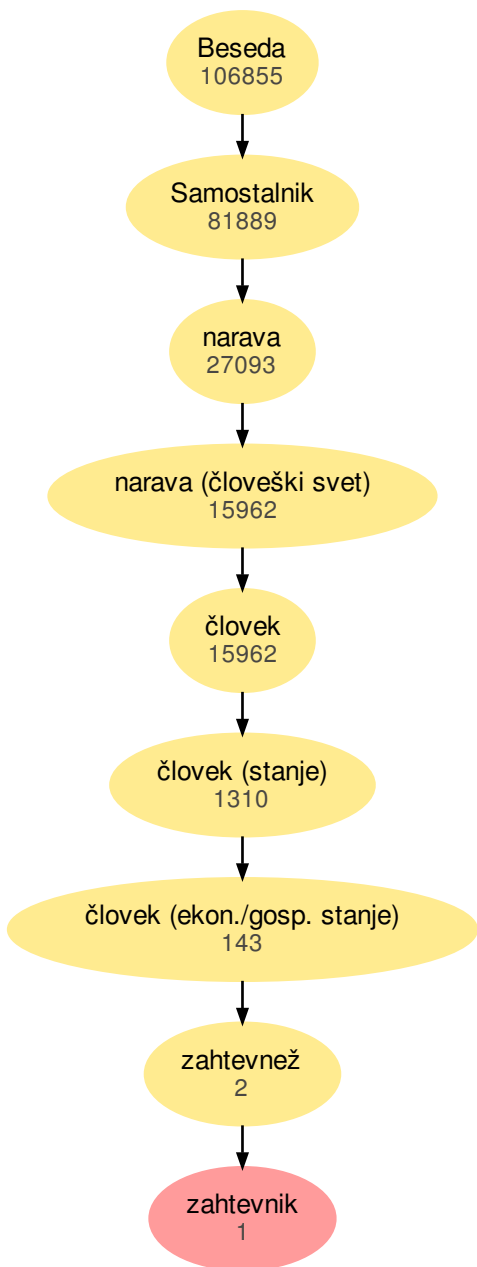 Beseda
106855
Samostalnik
81889
narava
27093
narava (človeški svet)
15962
človek
15962
človek (stanje)
1310
človek (ekon./gosp. stanje)
143
zahtevnež
2
zahtevnik
1